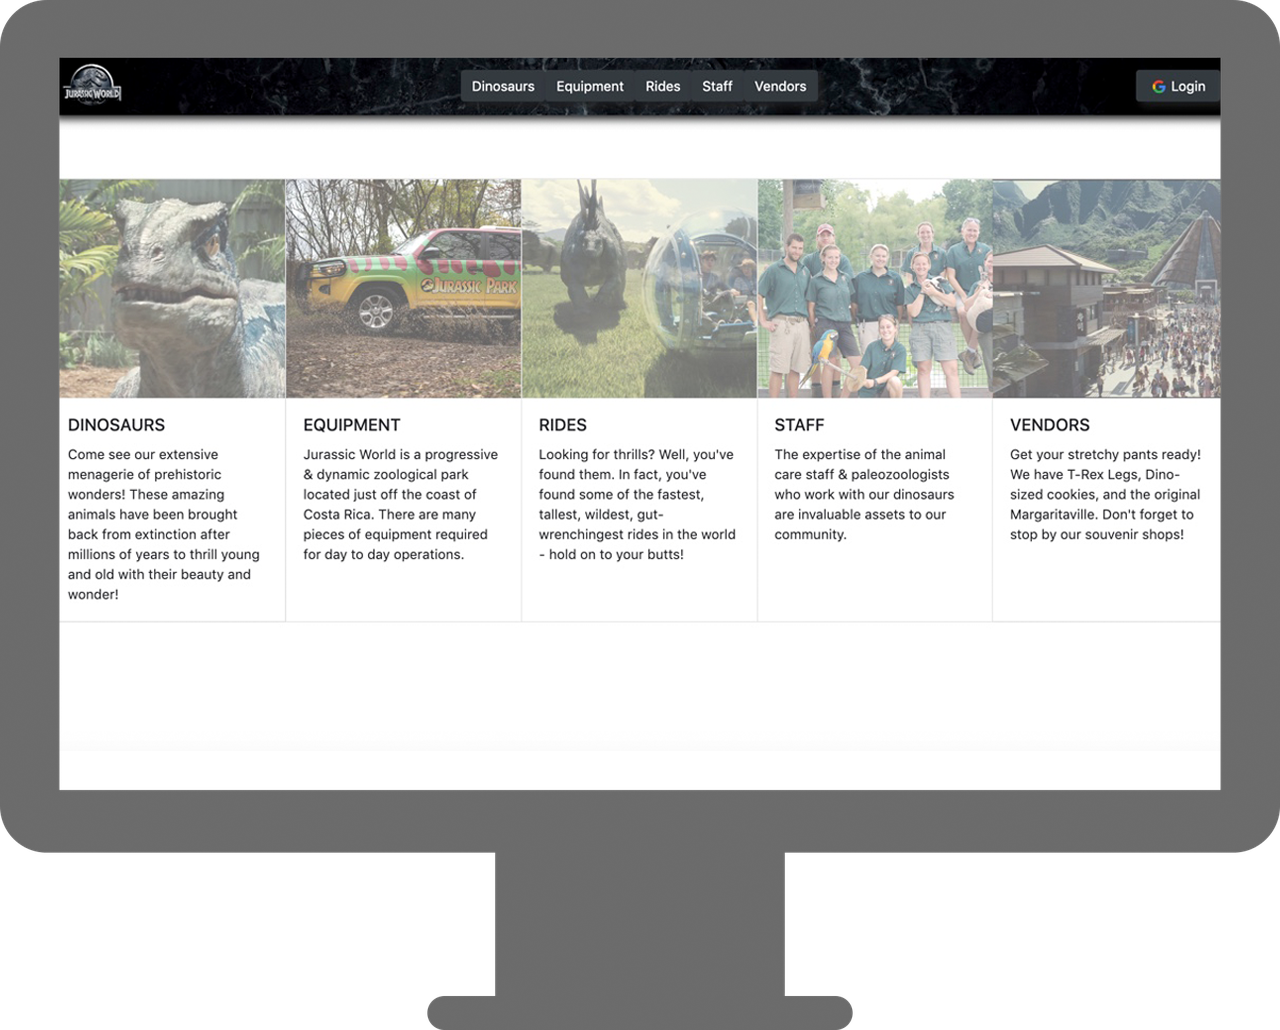 JURASSIC WORLD
Dinosaurs Equipment Rides Staff Vendors
Login
JURASSIC PARK
DINOSAURS
Come see our extensive
menagerie of prehistoric
wonders! These amazing
animals have been brought
back from extinction after
millions of years to thrill young
and old with their beauty and
wonder!
EQUIPMENT
Jurassic World is a progressive
& dynamic zoological park
located just off the coast of
Costa Rica. There are many
pieces of equipment required
for day to day operations.
RIDES
Looking for thrills? Well, you've
found them. In fact, you've
found some of the fastest,
tallest, wildest, gut-
wrenchingest rides in the world
- hold on to your butts!
STAFF
The expertise of the animal
care staff & paleozoologists
who work with our dinosaurs
are invaluable assets to our
community.
VENDORS
Get your stretchy pants ready!
We have T-Rex Legs, Dino-
sized cookies, and the original
Margaritaville. Don't forget to
stop by our souvenir shops!